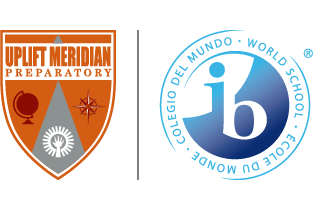 UPLIFT MERIDIAN
PREPARATORY
COLEGIO DEL MUNDO · WORLD SCHOOL · ÉCOLE DU MONDE ·
ib
®